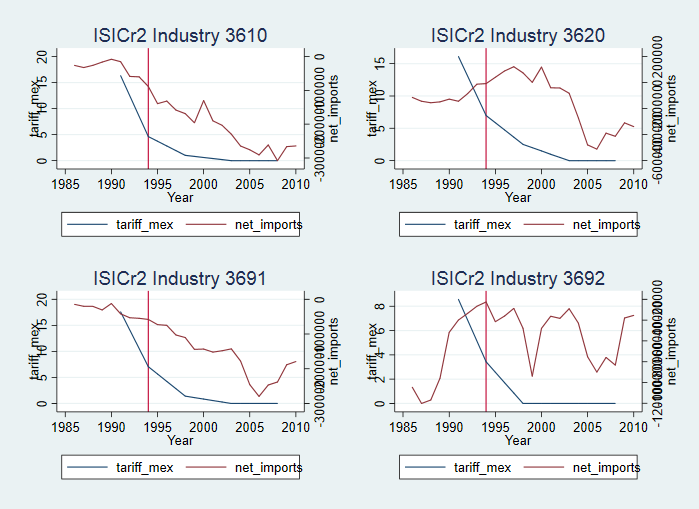 ISICr2 Industry 3610
ISICr2 Industry 3620
20
15
10
5
0
tariff_mex
0
net_imports
1985 1990 1995 2000 2005 2010
Year
tariff_mex net_imports
15
10
5
0
tariff_mex
200000
net_imports
1985 1990 1995 2000 2005 2010
Year
tariff_mex net_imports
ISICr2 Industry 3691
ISICr2 Industry 3692
20
15
10
5
0
tariff_mex
0
net_imports
1985 1990 1995 2000 2005 2010
Year
tariff_mex net_imports
8
6
4
2
0
tariff_mex
net_imports
1985 1990 1995 2000 2005 2010
Year
tariff_mex net_imports